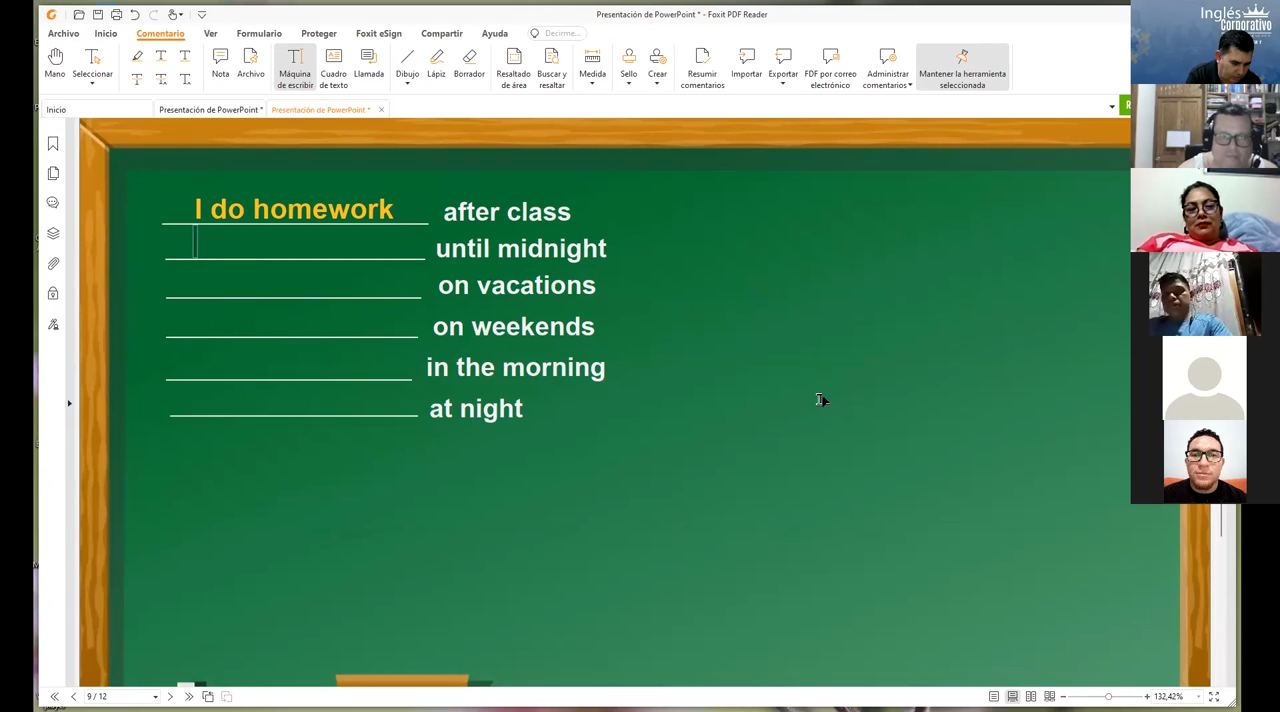 Presentación de PowerPoint * - Foxit PDF Reader
Archivo Inicio Comentario Ver Formulario Proteger Foxit eSign Compartir Ayuda Decirme...
Mano Seleccionar Nota Archivo Máquina de escribir Cuadro de texto Llamada Dibujo Lápiz Borrador Resaltado de área Buscar y resaltar Medida Sello Crear Resumir comentarios Importar Exportar FDF por correo electrónico Administrar comentarios Mantener la herramienta seleccionada
Inicio Presentación de PowerPoint * Presentación de PowerPoint *
Inglés
Corporativo
I do homework after class
until midnight
on vacations
on weekends
in the morning
at night
9 / 12 132,42%